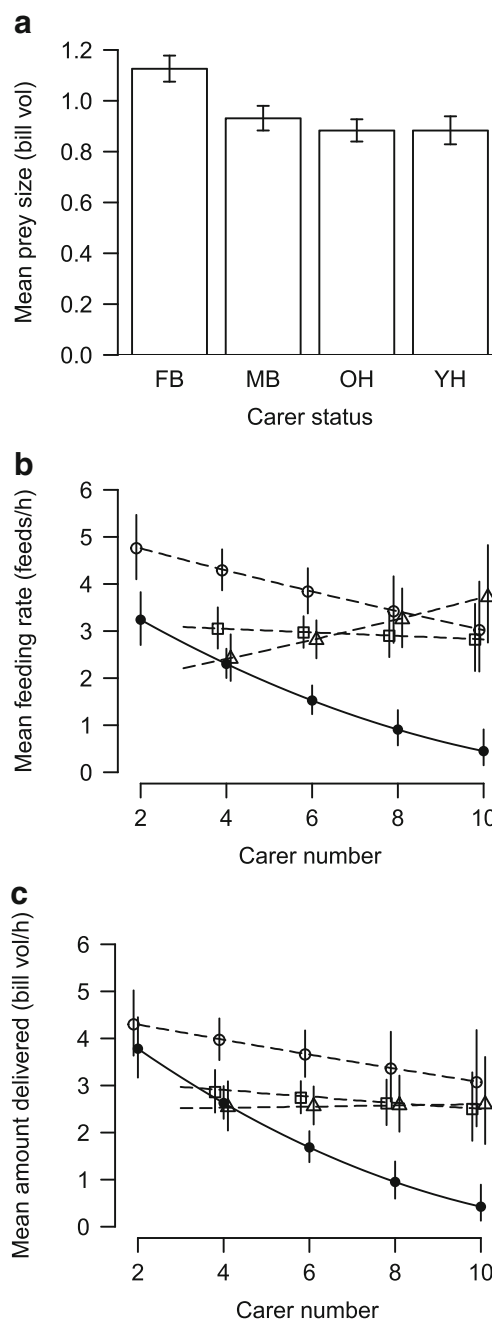 a
Mean prey size (bill vol)
1.2
1.0
0.8
0.6
0.4
0.2
0.0
FB MB OH YH
Carer status
b
Mean feeding rate (feeds/h)
6
5
4
3
2
1
0
2 4 6 8 10
Carer number
c
Mean amount delivered (bill vol/h)
6
5
4
3
2
1
0
2 4 6 8 10
Carer number